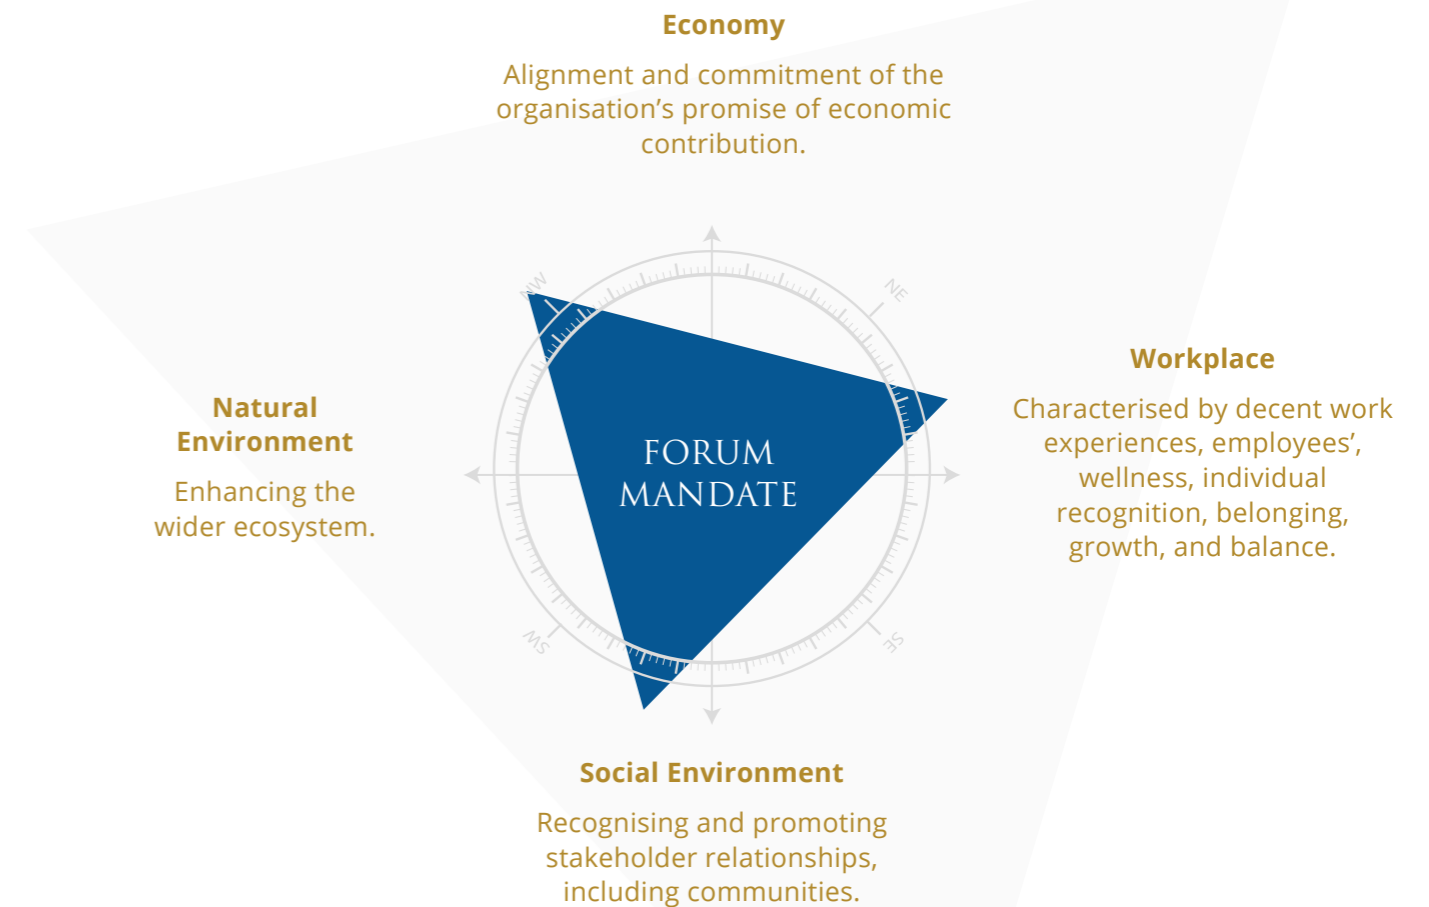 Economy
Alignment and commitment of the
organisation’s promise of economic
contribution.
NW
NE
Workplace
Characterised by decent work
experiences, employees’,
wellness, individual
recognition, belonging,
growth, and balance.
Natural
Environment
Enhancing the
wider ecosystem.
FORUM
MANDATE
SW
SE
Social Environment
Recognising and promoting
stakeholder relationships,
including communities.